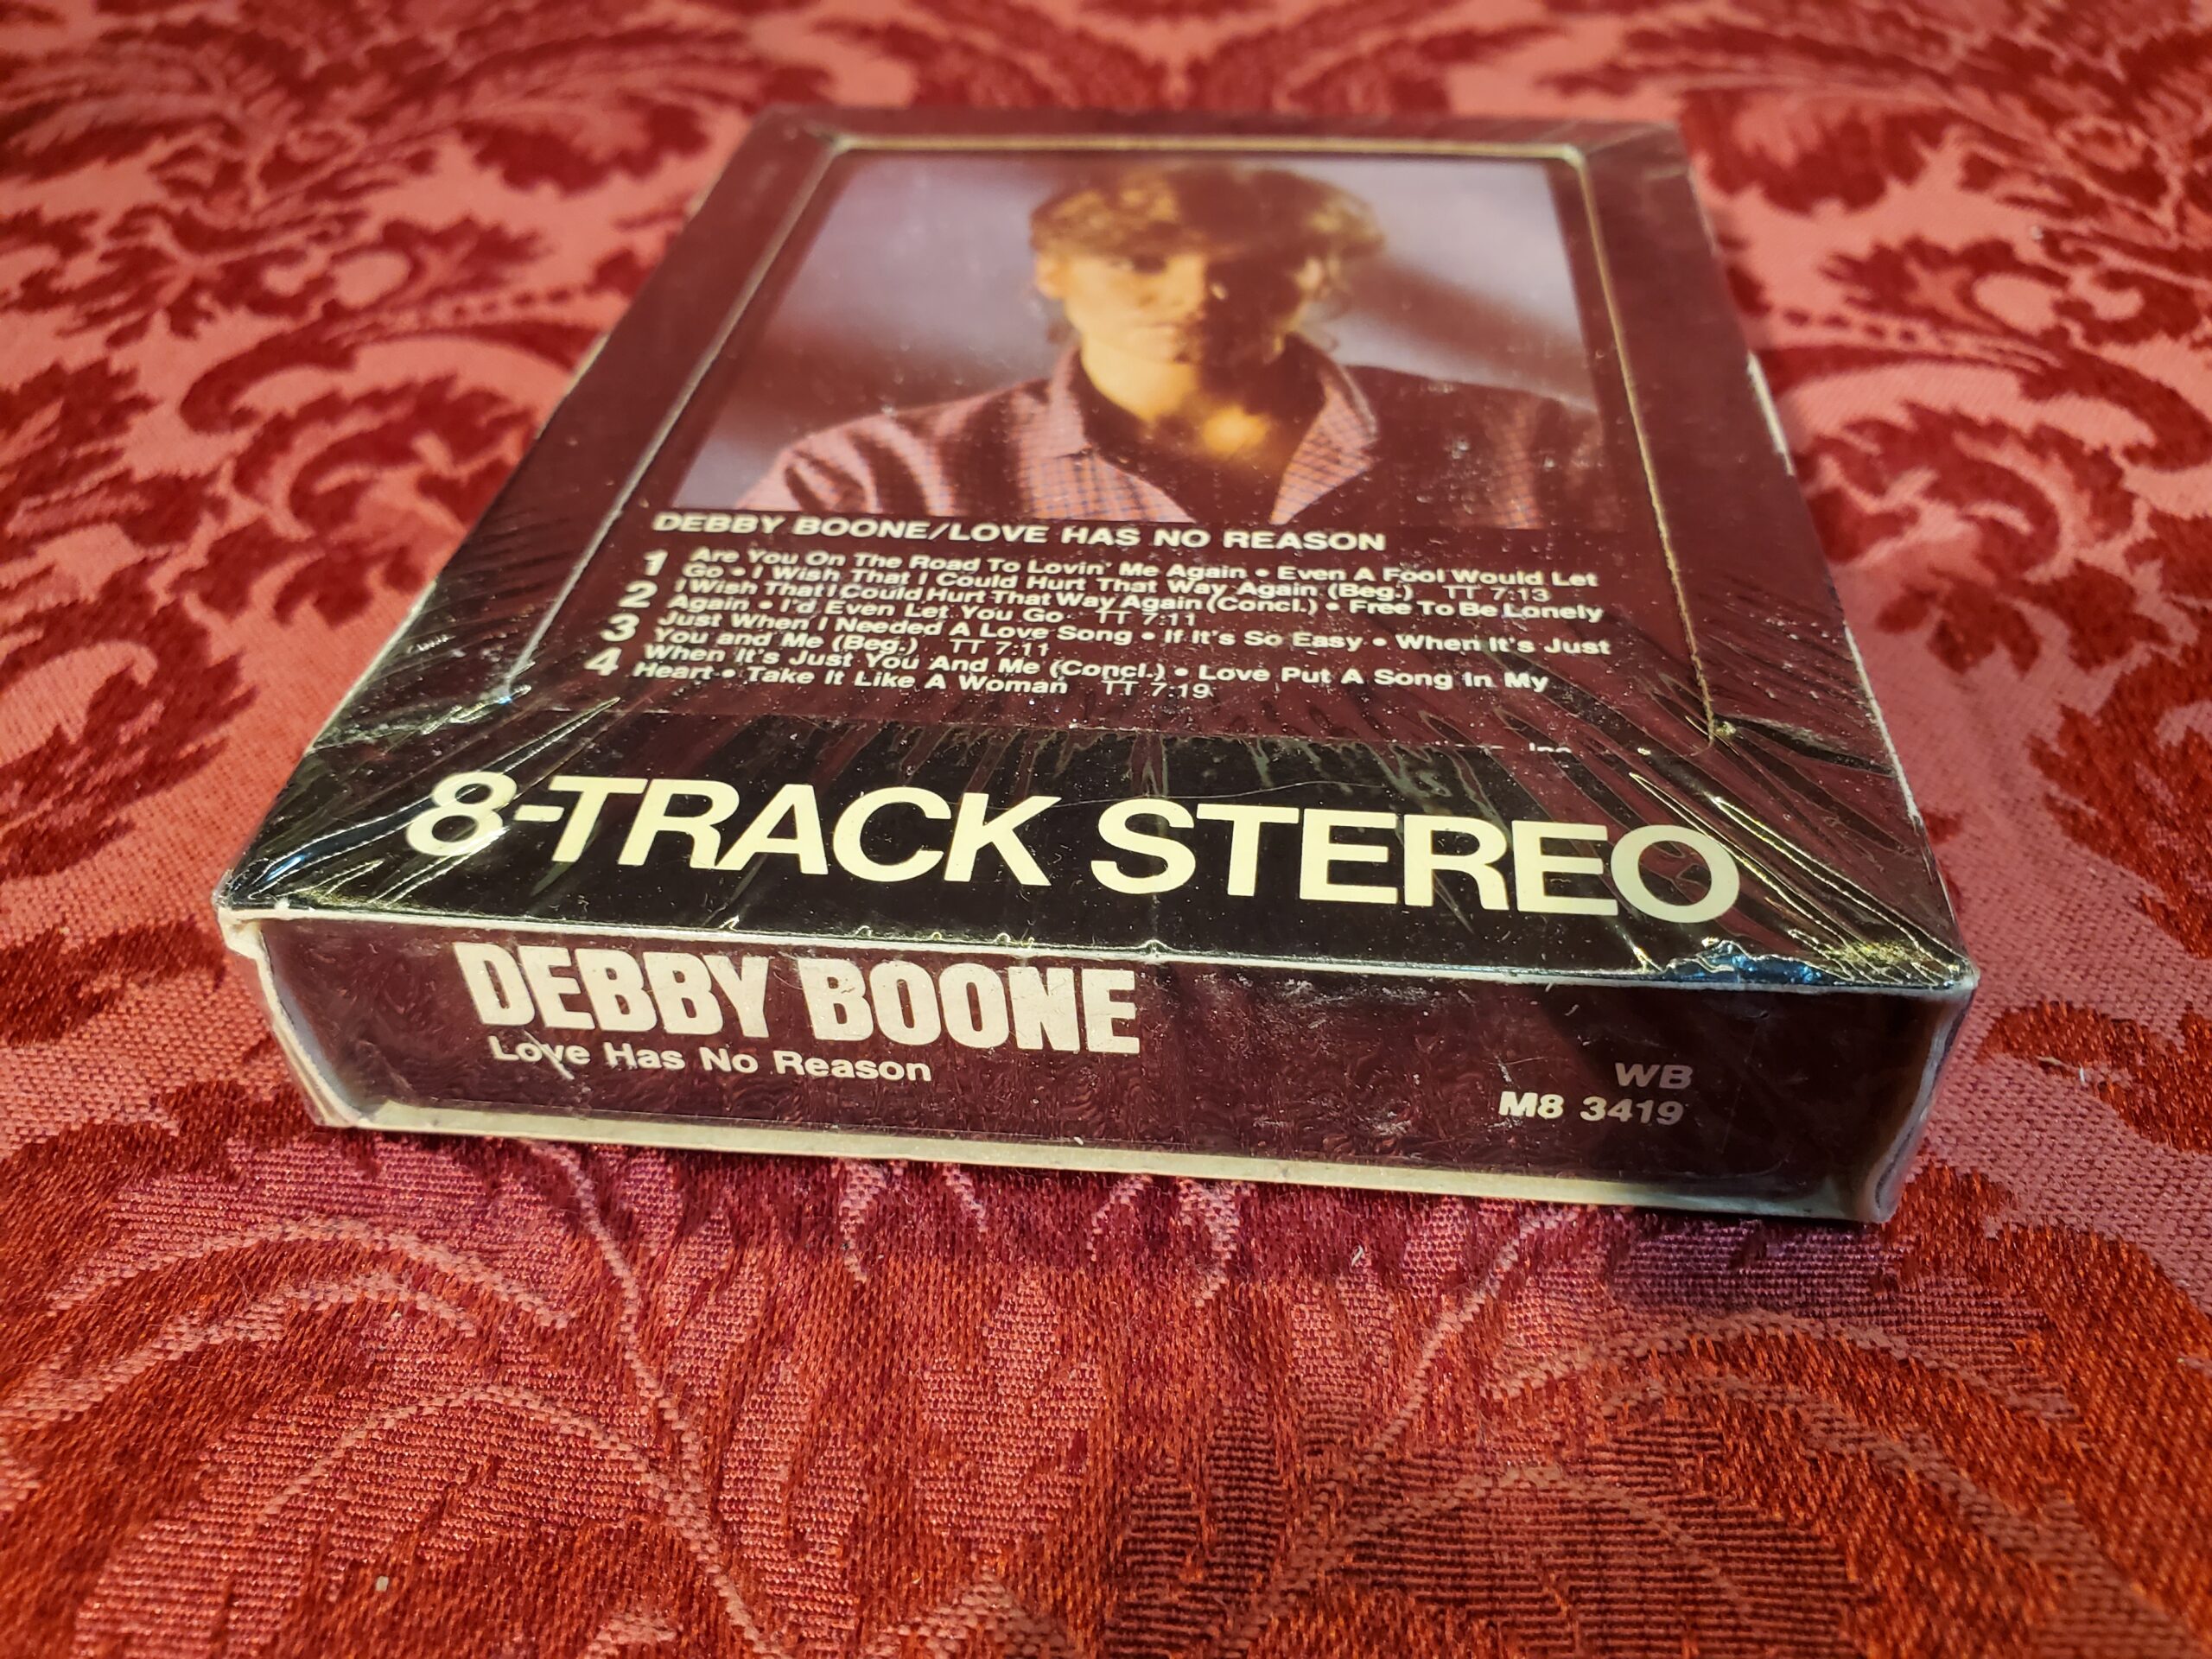 DEBBY BOONE/LOVE HAS NO REASON
1 Are You On The Road To Lovin' Me Again • Even A Fool Would Let
Go • I Wish That I Could Hurt That Way Again (Beg.) TT 7:13
2 I Wish That I Could Hurt That Way Again (Concl.) • Free To Be Lonely
Again • I'd Even Let You Go TT 7:11
3 Just When I Needed A Love Song • If It's So Easy • When It's Just
You and Me (Beg.) TT 7:11
4 When It's Just You And Me (Concl.) • Love Put A Song In My
Heart • Take It Like A Woman TT 7:19
Inc.
8-TRACK STEREO
DEBBY BOONE
Love Has No Reason
WB
M8 3419